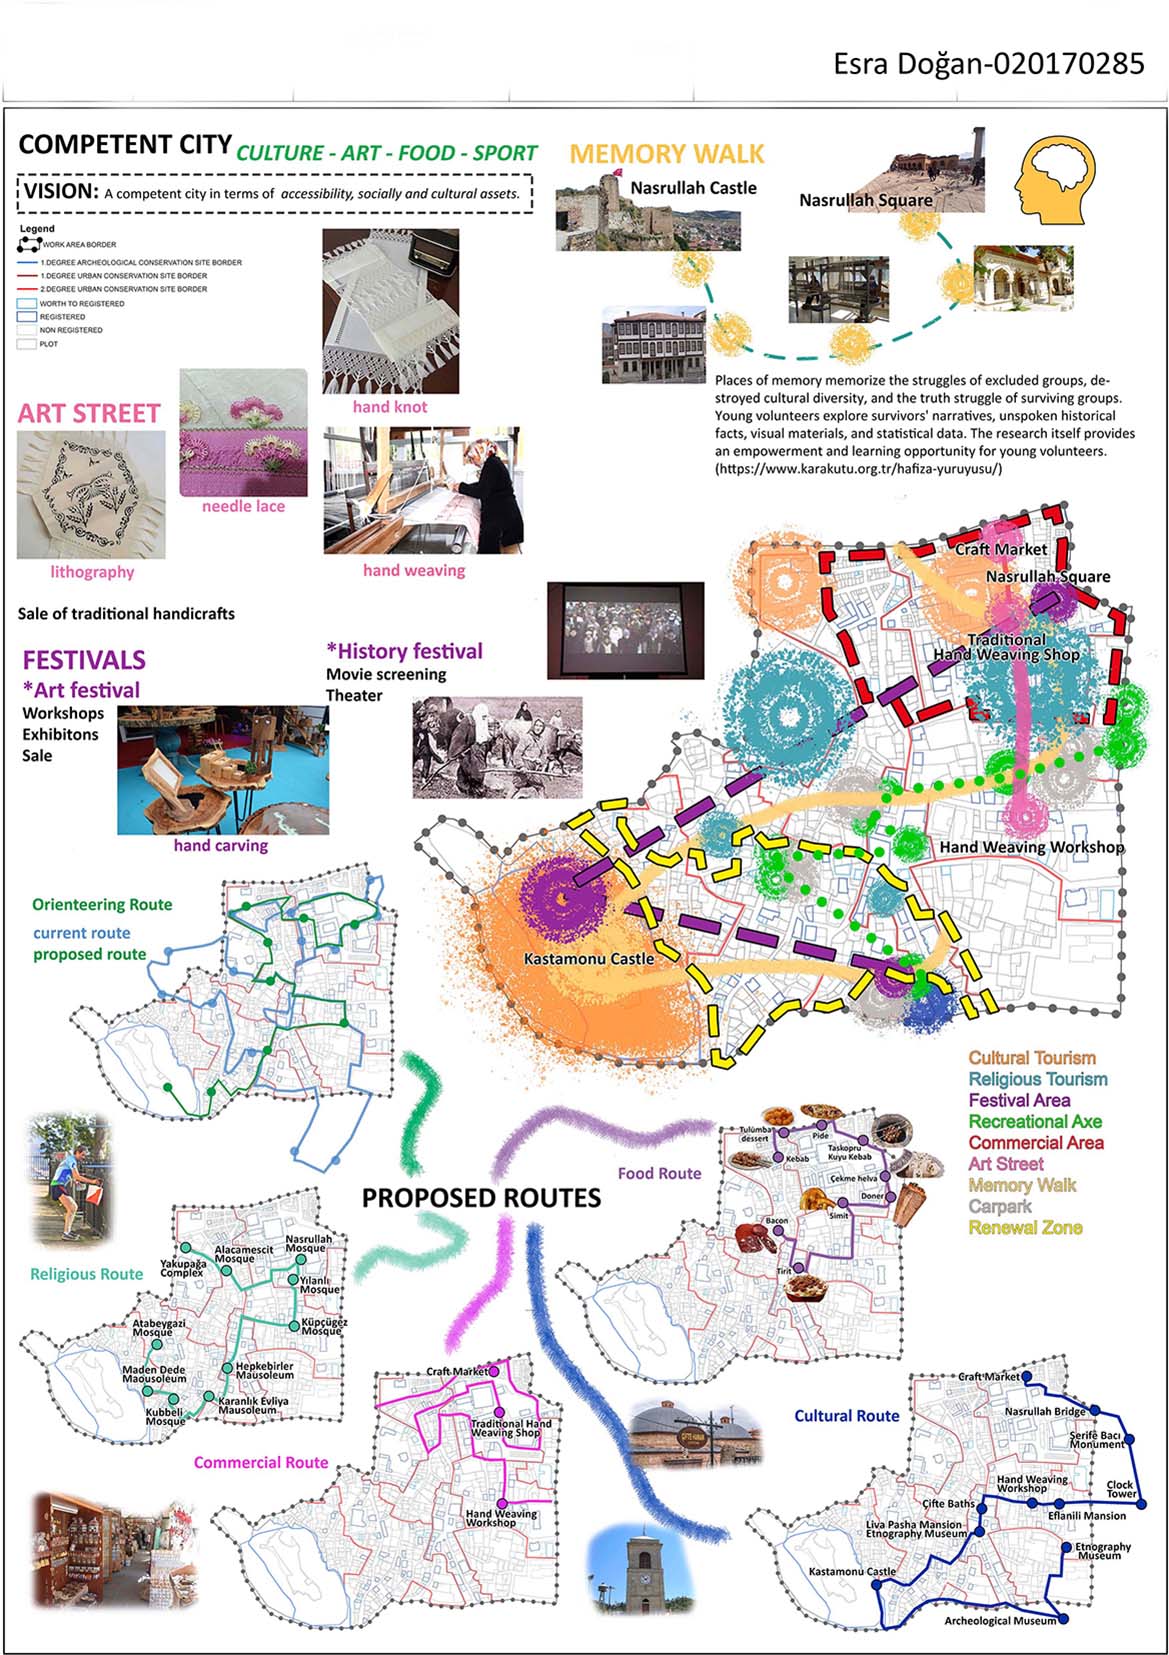 Esra Doğan-020170285
COMPETENT CITY
CULTURE - ART - FOOD - SPORT
VISION: A competent city in terms of accessibility, socially and cultural assets.
Legend
WORK AREA BORDER
1.DEGREE ARCHEOLOGICAL CONSERVATION SITE BORDER
1.DEGREE URBAN CONSERVATION SITE BORDER
2.DEGREE URBAN CONSERVATION SITE BORDER
WORTH TO REGISTERED
REGISTERED
NON REGISTERED
PLOT
MEMORY WALK
Nasrullah Castle
Nasrullah Square
Places of memory memorize the struggles of excluded groups, de-
stroyed cultural diversity, and the truth struggle of surviving groups.
Young volunteers explore survivors' narratives, unspoken historical
facts, visual materials, and statistical data. The research itself provides
an empowerment and learning opportunity for young volunteers.
(https://www.karakutu.org.tr/hafiza-yuruyusu/)
ART STREET
hand knot
needle lace
lithography
hand weaving
Sale of traditional handicrafts
FESTIVALS
*Art festival
Workshops
Exhibitons
Sale
hand carving
*History festival
Movie screening
Theater
Craft Market
Nasrullah Square
Traditional
Hand Weaving Shop
Hand Weaving Workshop
Kastamonu Castle
Cultural Tourism
Religious Tourism
Festival Area
Recreational Axe
Commercial Area
Art Street
Memory Walk
Carpark
Renewal Zone
Orienteering Route
current route
proposed route
PROPOSED ROUTES
Food Route
Tulumba
dessert
Pide
Taskopru
Kuyu Kebab
Kebab
Çekme helva
Doner
Simit
Bacon
Tirit
Religious Route
Yakupağa
Complex
Alacamescit
Mosque
Nasrullah
Mosque
Yılanlı
Mosque
Küpçügez
Mosque
Atabeygazi
Mosque
Hepkebirler
Mausoleum
Maden Dede
Maousoleum
Karanlık Evliya
Mausoleum
Kubbeli
Mosque
Commercial Route
Craft Market
Traditional Hand
Weaving Shop
Hand Weaving
Workshop
ÇİFTE HAMAM
Cultural Route
Craft Market
Nasrullah Bridge
Şerife Bacı
Monument
Clock
Tower
Hand Weaving
Workshop
Eflanili Mansion
Çifte Baths
Liva Pasha Mansion
Etnography Museum
Etnography
Museum
Kastamonu Castle
Archeological Museum